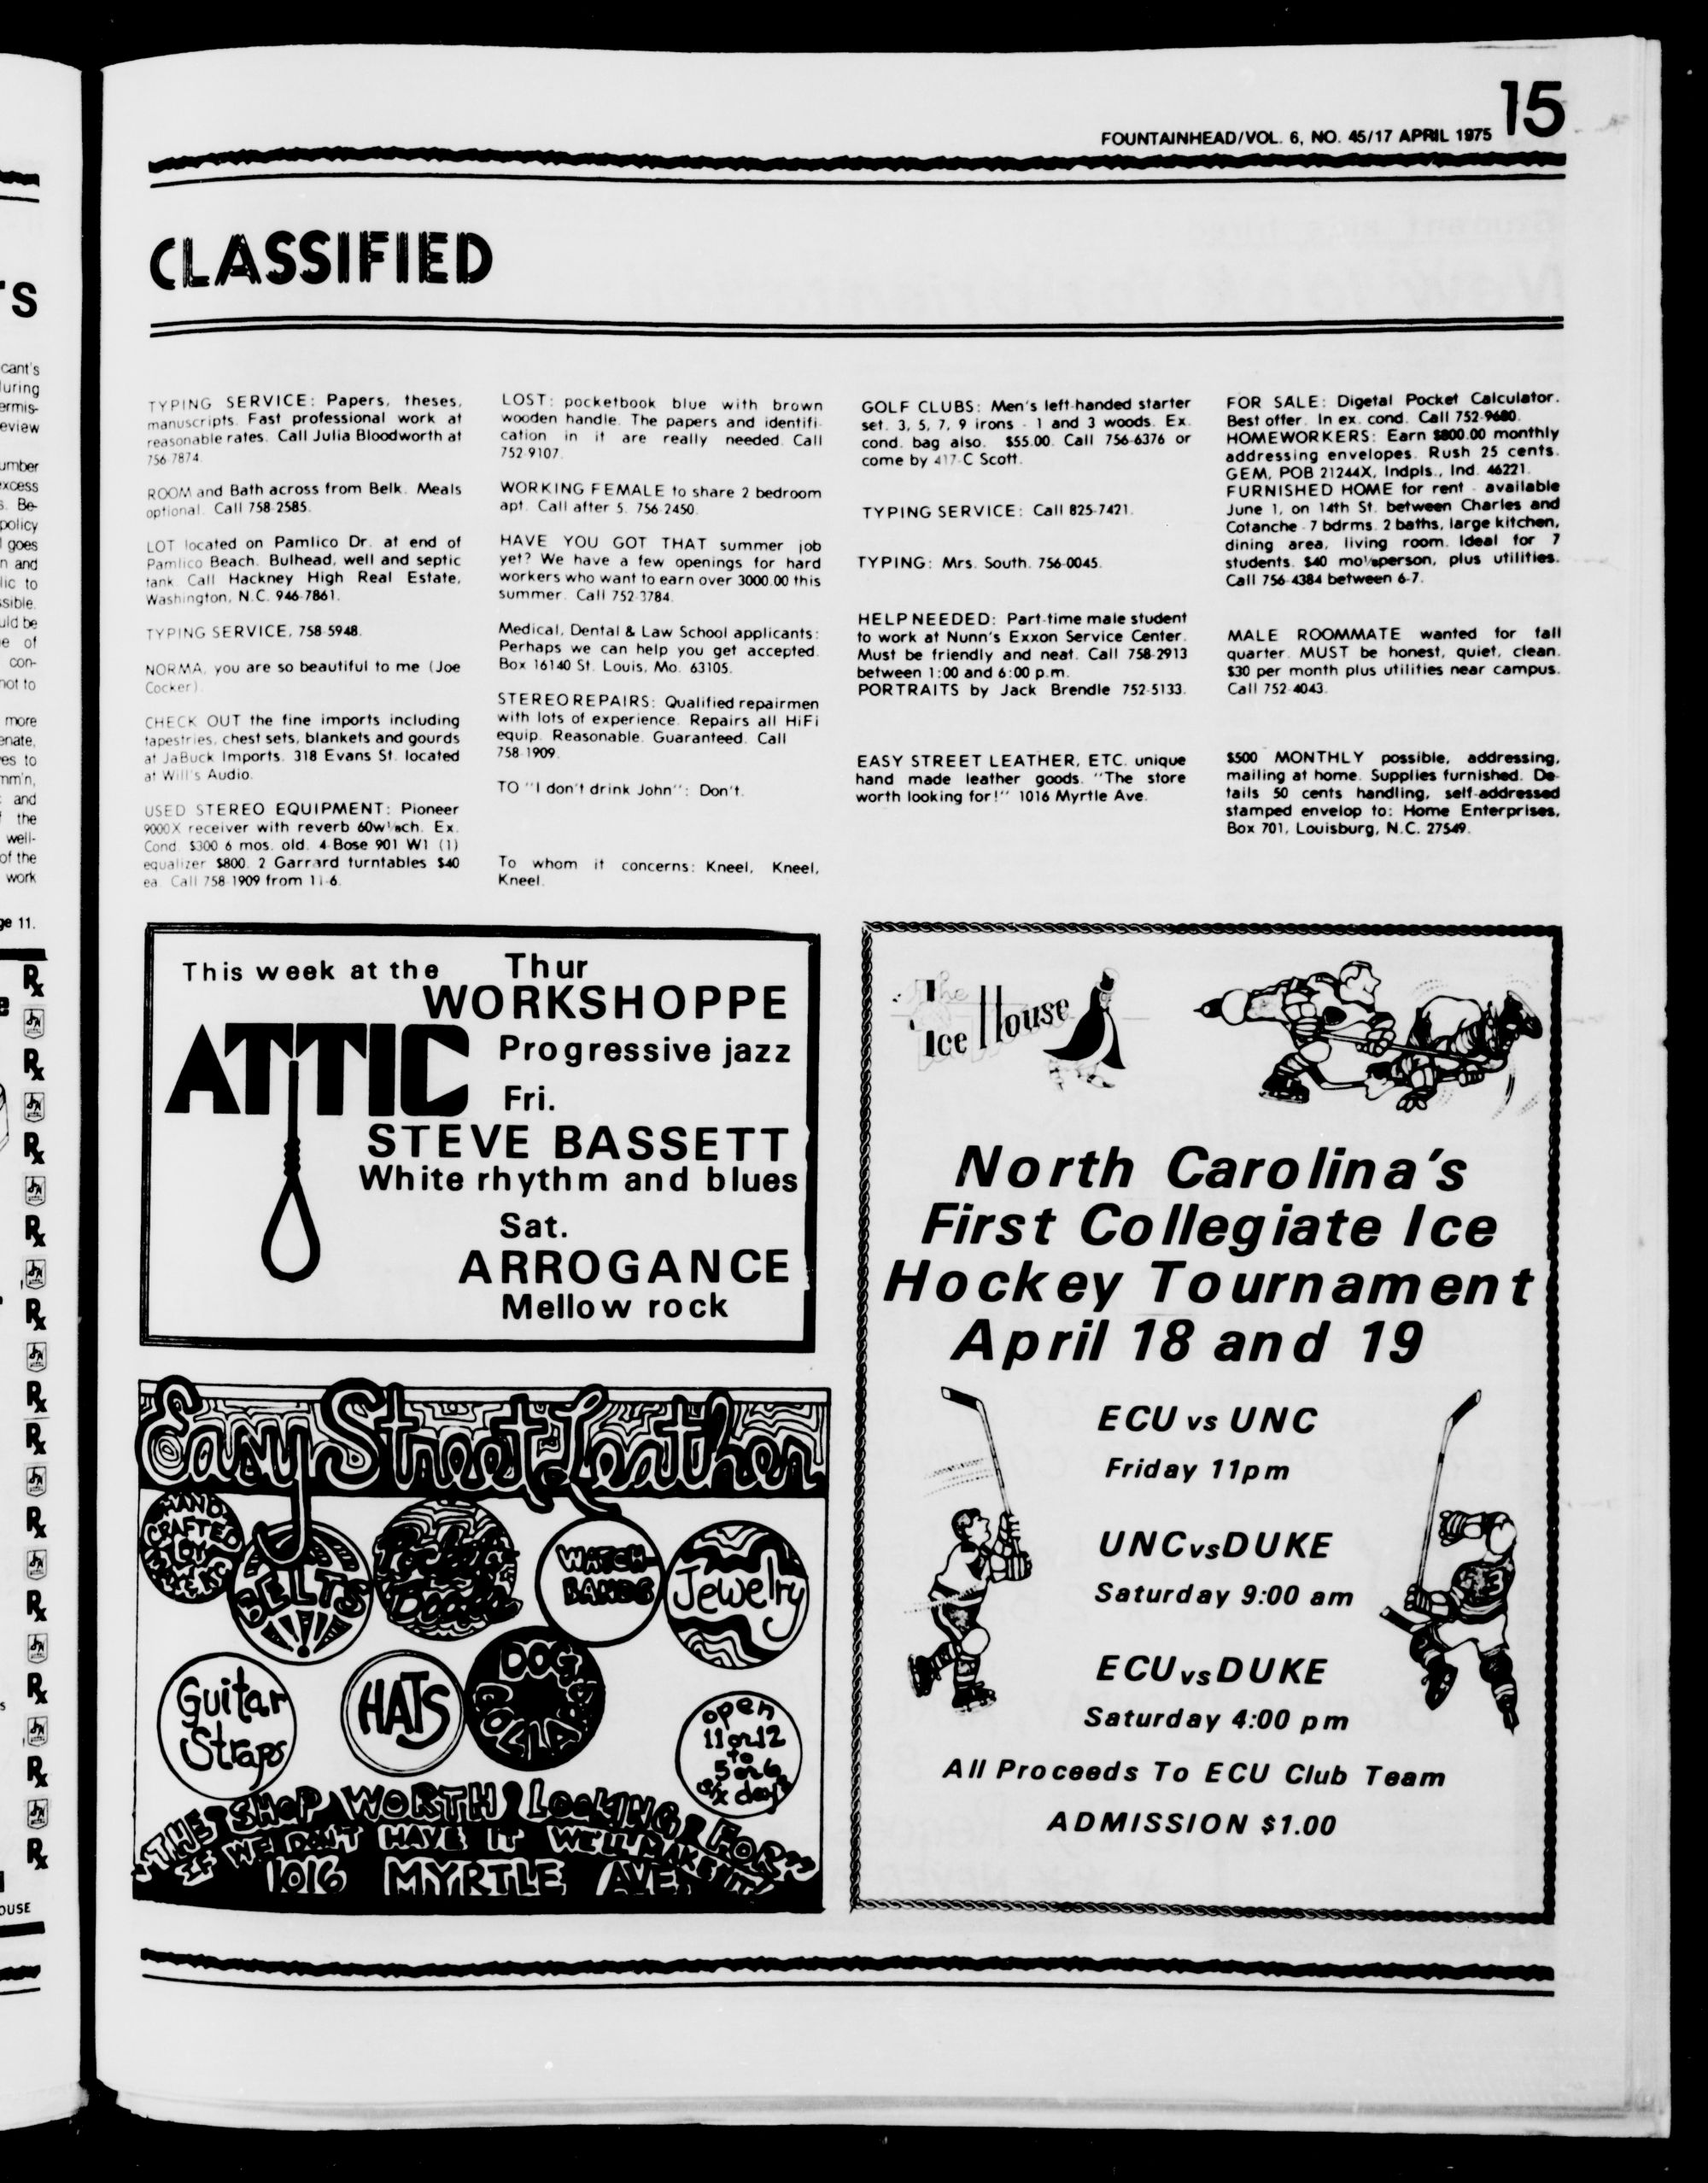 FOUNTAINHEAD/VOL. 6, NO. 45/17 APRIL 1975 15
CLASSIFIED
TYPING SERVICE: Papers, theses,
manuscripts. Fast professional work at
reasonable rates. Call Julia Bloodworth at
756-7874.
ROOM and Bath across from Belk. Meals
optional. Call 758-2585.
LOT located on Pamlico Dr. at end of
Pamlico Beach. Bulhead, well and septic
tank. Call Hackney High Real Estate,
Washington, N.C. 946-7861.
TYPING SERVICE, 758-5948.
NORMA, you are so beautiful to me (Joe
Cocker).
CHECK OUT the fine imports including
tapestries, chest sets, blankets and gourds
at JaBuck Imports. 318 Evans St. located
at Will's Audio.
USED STEREO EQUIPMENT: Pioneer
9000X receiver with reverb Ex.
Cond. $300 6 mos. old. 4-Bose 901 W1 (1)
equalizer $800. 2 Garrard turntables $40
ea. Call 758-1909 from 11-6.
LOST: pocketbook blue with brown
wooden handle. The papers and identifi-
cation in it are really needed. Call
752-9107.
WORKING FEMALE to share 2 bedroom
apt. Call after 5. 756-2450.
HAVE YOU GOT THAT summer job
yet? We have a few openings for hard
workers who want to earn over 3000.00 this
summer. Call 752-3784.
Medical, Dental & Law School applicants:
Perhaps we can help you get accepted.
Box 16140 St. Louis, Mo. 63105.
STEREO REPAIRS: Qualified repairmen
with lots of experience. Repairs all HiFi
equip. Reasonable. Guaranteed. Call
758-1909.
TO "I don't drink John": Don't.
To whom it concerns: Kneel, Kneel,
Kneel.
GOLF CLUBS: Men's left-handed starter
set. 3, 5, 7, 9 irons - 1 and 3 woods. Ex.
cond. bag also. $55.00. Call 756-6376 or
come by 417-C Scott.
TYPING SERVICE: Call 825-7421.
TYPING: Mrs. South. 756-0045.
HELP NEEDED: Part-time male student
to work at Nunn's Exxon Service Center.
Must be friendly and neat. Call 758-2913
between 1:00 and 6:00 p.m.
PORTRAITS by Jack Brendle 752-5133.
EASY STREET LEATHER, ETC. unique
hand made leather goods. "The store
worth looking for!" 1016 Myrtle Ave.
FOR SALE: Digetal Pocket Calculator.
Best offer. In ex. cond. Call 752-9680.
HOMEWORKERS: Earn $800.00 monthly
addressing envelopes. Rush 25 cents.
GEM, POB 21244X, Indpls., Ind. 46221.
FURNISHED HOME for rent - available
June 1, on 14th St. between Charles and
Cotanche - 7 bdrms. 2 baths, large kitchen,
dining area, living room. Ideal for 7
students. $40 plus utilities.
Call 756-4384 between 6-7.
MALE ROOMMATE wanted for fall
quarter. MUST be honest, quiet, clean.
$30 per month plus utilities near campus.
Call 752-4043.
$500 MONTHLY possible, addressing,
mailing at home. Supplies furnished. De-
tails 50 cents handling, self-addressed
stamped envelop to: Home Enterprises,
Box 701, Louisburg, N.C. 27549.
This week at the
ATTIC
Thur
WORKSHOPPE
Progressive jazz
Fri.
STEVE BASSETT
White rhythm and blues
Sat.
ARROGANCE
Mellow rock
Easy Street Leather
HAND
CRAFTED
BY
BELTS
Pocket
Books
WATCH
BANDS
Jewelry
Guitar
Straps
HATS
DOG
COLLARS
open
11 or 12
to
5 or 6
six days
"THE SHOP WORTH LOOKING FOR"
IF WE DON'T HAVE IT WE'LL MAKE IT
1016 MYRTLE AVE
The
Ice House
North Carolina's
First Collegiate Ice
Hockey Tournament
April 18 and 19
ECU vs UNC
Friday 11pm
UNC vs DUKE
Saturday 9:00 am
ECU vs DUKE
Saturday 4:00 pm
All Proceeds To ECU Club Team
ADMISSION $1.00